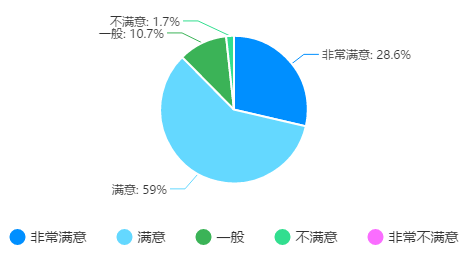 不满意: 1.7%
一般: 10.7%
非常满意: 28.6%
满意: 59%
非常满意 满意 一般 不满意 非常不满意